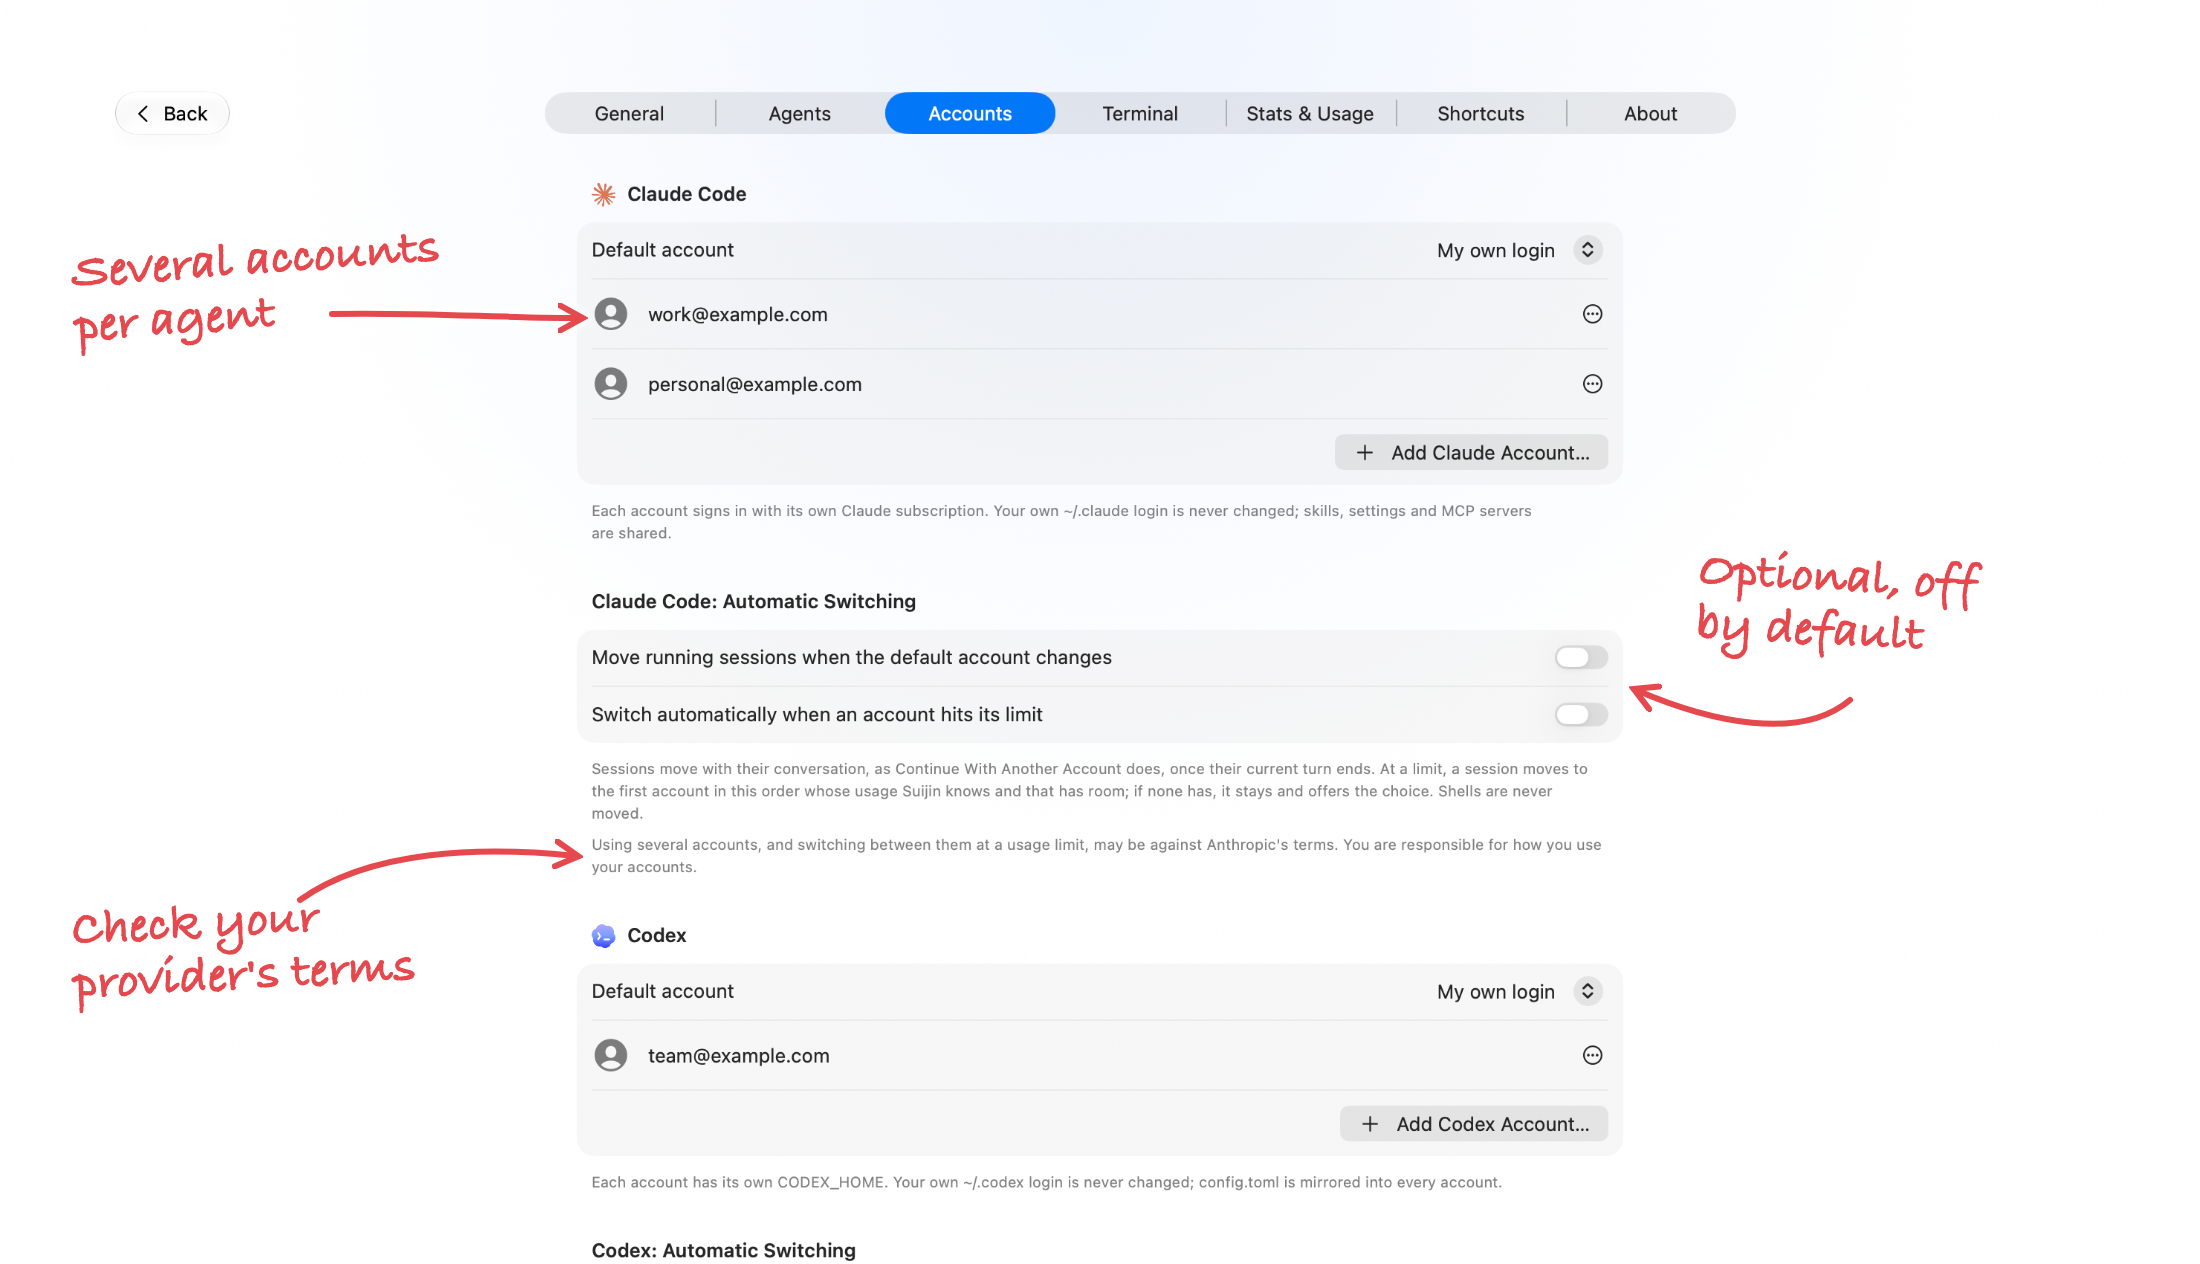 Back
General
Agents
Accounts
Terminal
Stats & Usage
Shortcuts
About
Claude Code
Several accounts
per agent
Default account
My own login
work@example.com
personal@example.com
+ Add Claude Account...
Each account signs in with its own Claude subscription. Your own ~/.claude login is never changed; skills, settings and MCP servers
are shared.
Claude Code: Automatic Switching
Optional, off
by default
Move running sessions when the default account changes
Switch automatically when an account hits its limit
Sessions move with their conversation, as Continue With Another Account does, once their current turn ends. At a limit, a session moves to
the first account in this order whose usage Suijin knows and that has room; if none has, it stays and offers the choice. Shells are never
moved.
Using several accounts, and switching between them at a usage limit, may be against Anthropic's terms. You are responsible for how you use
your accounts.
Check your
provider's terms
Codex
Default account
My own login
team@example.com
+ Add Codex Account...
Each account has its own CODEX_HOME. Your own ~/.codex login is never changed; config.toml is mirrored into every account.
Codex: Automatic Switching